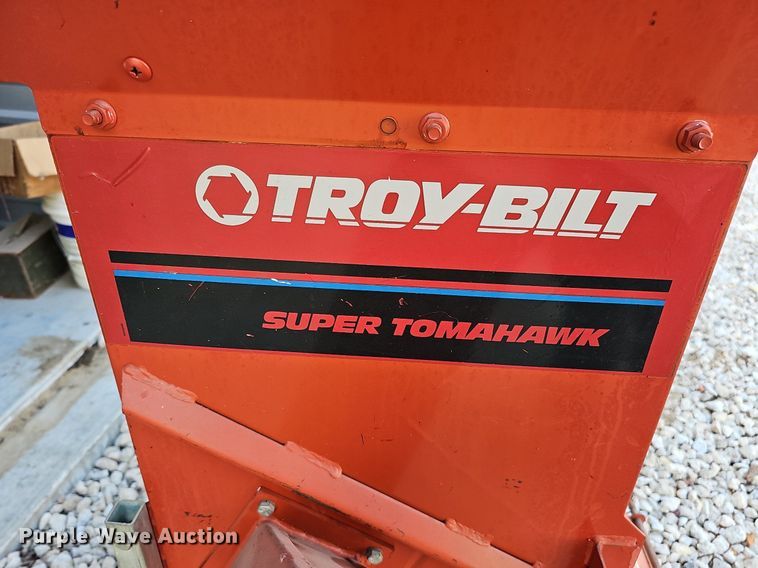 TROY-BILT
SUPER TOMAHAWK
Purple Wave Auction